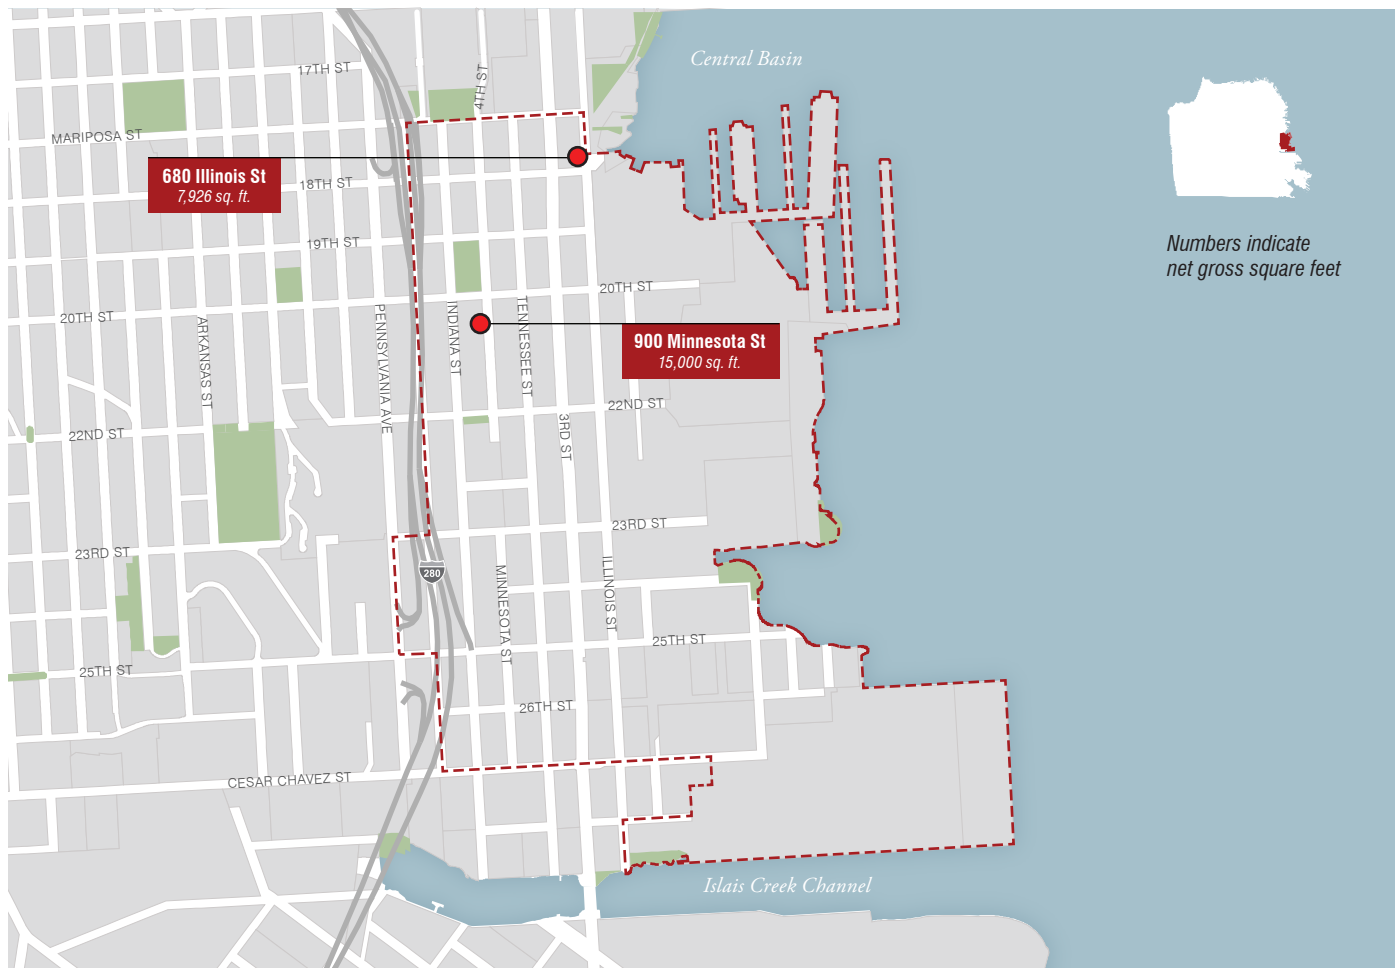 Central Basin
17TH ST
4TH ST
MARIPOSA ST
680 Illinois St
7,926 sq. ft.
18TH ST
19TH ST
Numbers indicate
net gross square feet
20TH ST
20TH ST
ARKANSAS ST
PENNSYLVANIA AVE
INDIANA ST
TENNESSEE ST
900 Minnesota St
15,000 sq. ft.
22ND ST
22ND ST
3RD ST
23RD ST
23RD ST
280
MINNESOTA ST
ILLINOIS ST
25TH ST
25TH ST
26TH ST
CESAR CHAVEZ ST
Islais Creek Channel